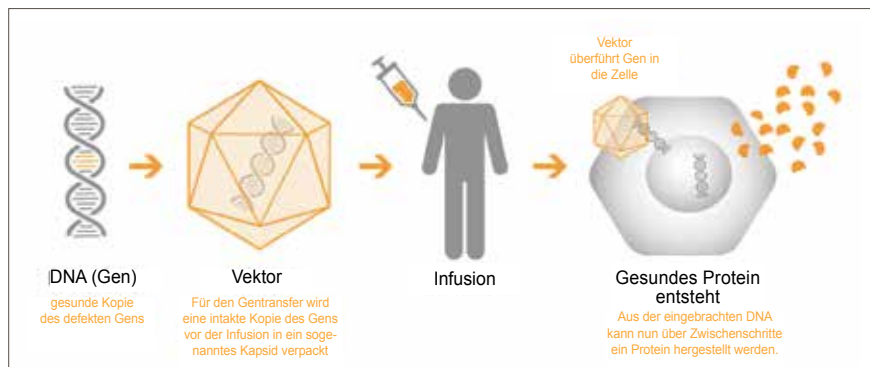 Vektor
überführt Gen in
die Zelle
DNA (Gen)
gesunde Kopie
des defekten Gens
Vektor
Für den Gentransfer wird
eine intakte Kopie des Gens
vor der Infusion in ein soge-
nanntes Kapsid verpackt
Infusion
Gesundes Protein
entsteht
Aus der eingebrachten DNA
kann nun über Zwischenschritte
ein Protein hergestellt werden.